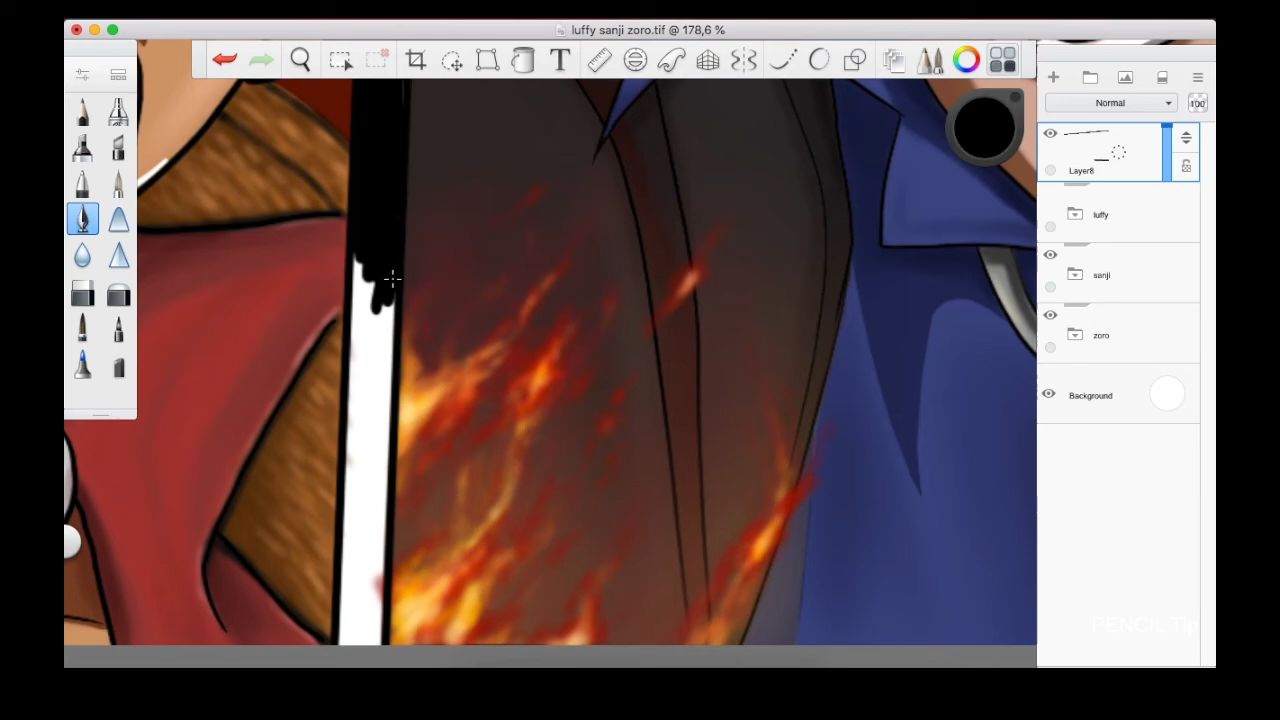 luffy sanji zoro.tif @ 178,6 %
T
Normal
100
Layer8
luffy
sanji
zoro
Background
PENCIL Tip